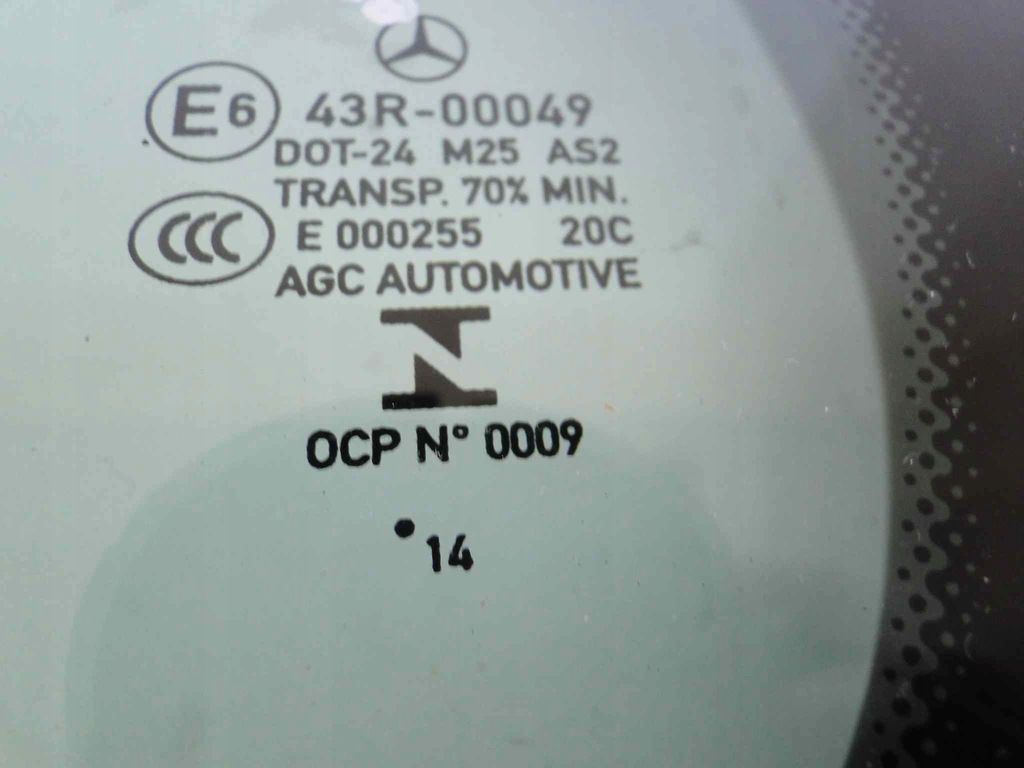 E6 43R-00049
DOT-24 M25 AS2
TRANSP. 70% MIN.
CCC E 000255 20C
AGC AUTOMOTIVE
OCP N° 0009
•14